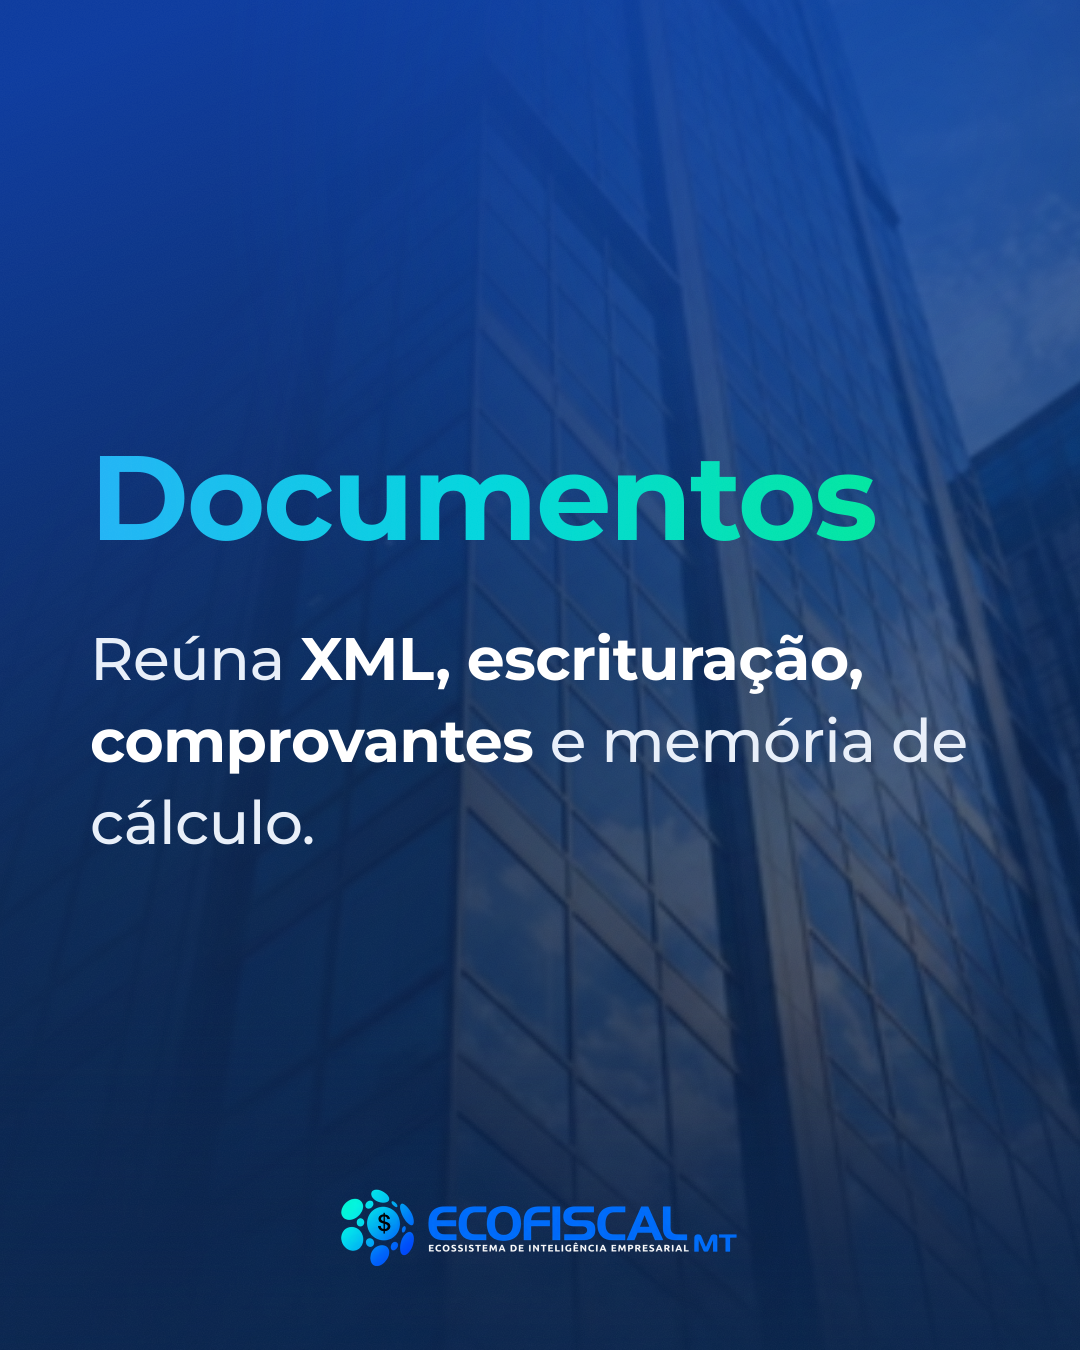 Documentos
Reúna XML, escrituração,
comprovantes e memória de
cálculo.
$
ECOFISCAL
ECOSSISTEMA DE INTELIGÊNCIA EMPRESARIAL MT